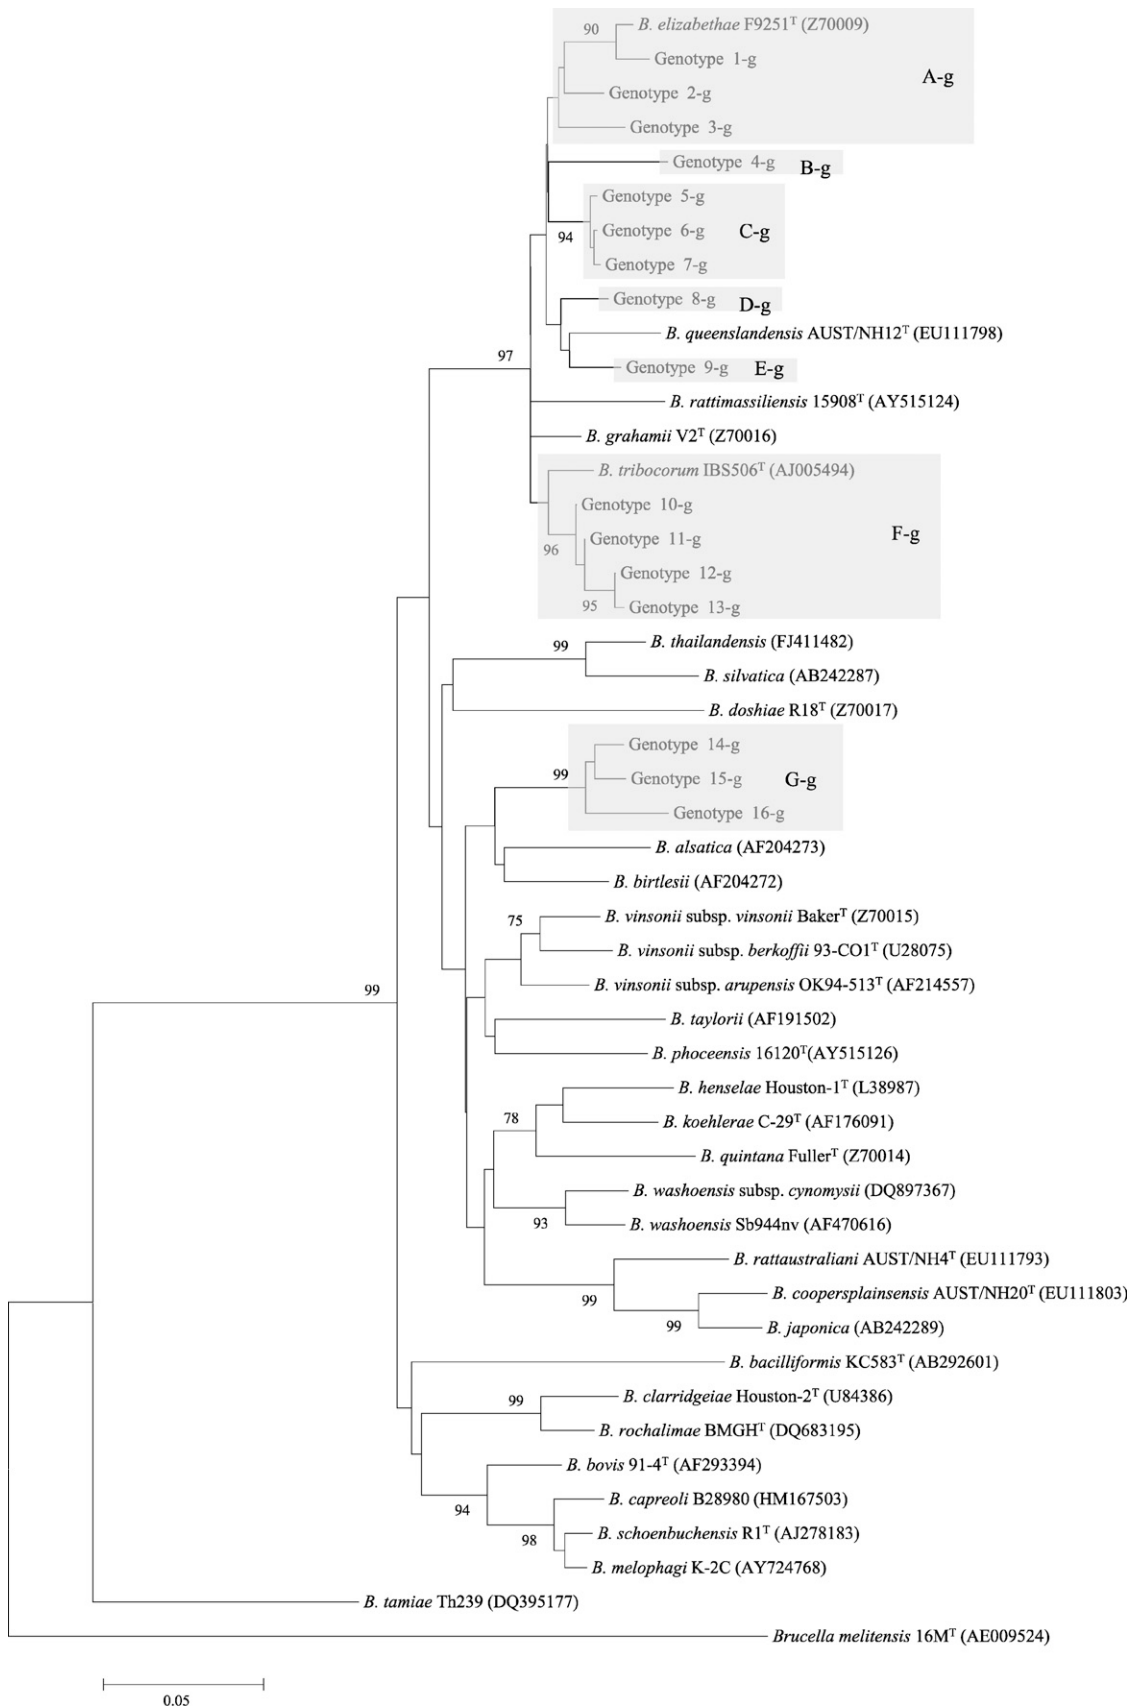 90
B. elizabethae F9251ᵀ (Z70009)
Genotype 1-g
A-g
Genotype 2-g
Genotype 3-g
Genotype 4-g
B-g
Genotype 5-g
94
Genotype 6-g
C-g
Genotype 7-g
Genotype 8-g
D-g
B. queenslandensis AUST/NH12ᵀ (EU111798)
97
Genotype 9-g
E-g
B. rattimassiliensis 15908ᵀ (AY515124)
B. grahamii V2ᵀ (Z70016)
B. tribocorum IBS506ᵀ (AJ005494)
Genotype 10-g
F-g
Genotype 11-g
96
Genotype 12-g
95
Genotype 13-g
99
B. thailandensis (FJ411482)
B. silvatica (AB242287)
B. doshiae R18ᵀ (Z70017)
Genotype 14-g
99
Genotype 15-g
G-g
Genotype 16-g
B. alsatica (AF204273)
B. birtlesii (AF204272)
75
B. vinsonii subsp. vinsonii Bakerᵀ (Z70015)
B. vinsonii subsp. berkoffii 93-CO1ᵀ (U28075)
99
B. vinsonii subsp. arupensis OK94-513ᵀ (AF214557)
B. taylorii (AF191502)
B. phoceensis 16120ᵀ(AY515126)
B. henselae Houston-1ᵀ (L38987)
78
B. koehlerae C-29ᵀ (AF176091)
B. quintana Fullerᵀ (Z70014)
B. washoensis subsp. cynomysii (DQ897367)
93
B. washoensis Sb944nv (AF470616)
B. rattaustraliani AUST/NH4ᵀ (EU111793)
99
B. coopersplainsensis AUST/NH20ᵀ (EU111803)
99
B. japonica (AB242289)
B. bacilliformis KC583ᵀ (AB292601)
99
B. clarridgeiae Houston-2ᵀ (U84386)
B. rochalimae BMGHᵀ (DQ683195)
B. bovis 91-4ᵀ (AF293394)
94
B. capreoli B28980 (HM167503)
98
B. schoenbuchensis R1ᵀ (AJ278183)
B. melophagi K-2C (AY724768)
B. tamiae Th239 (DQ395177)
Brucella melitensis 16Mᵀ (AE009524)
0.05